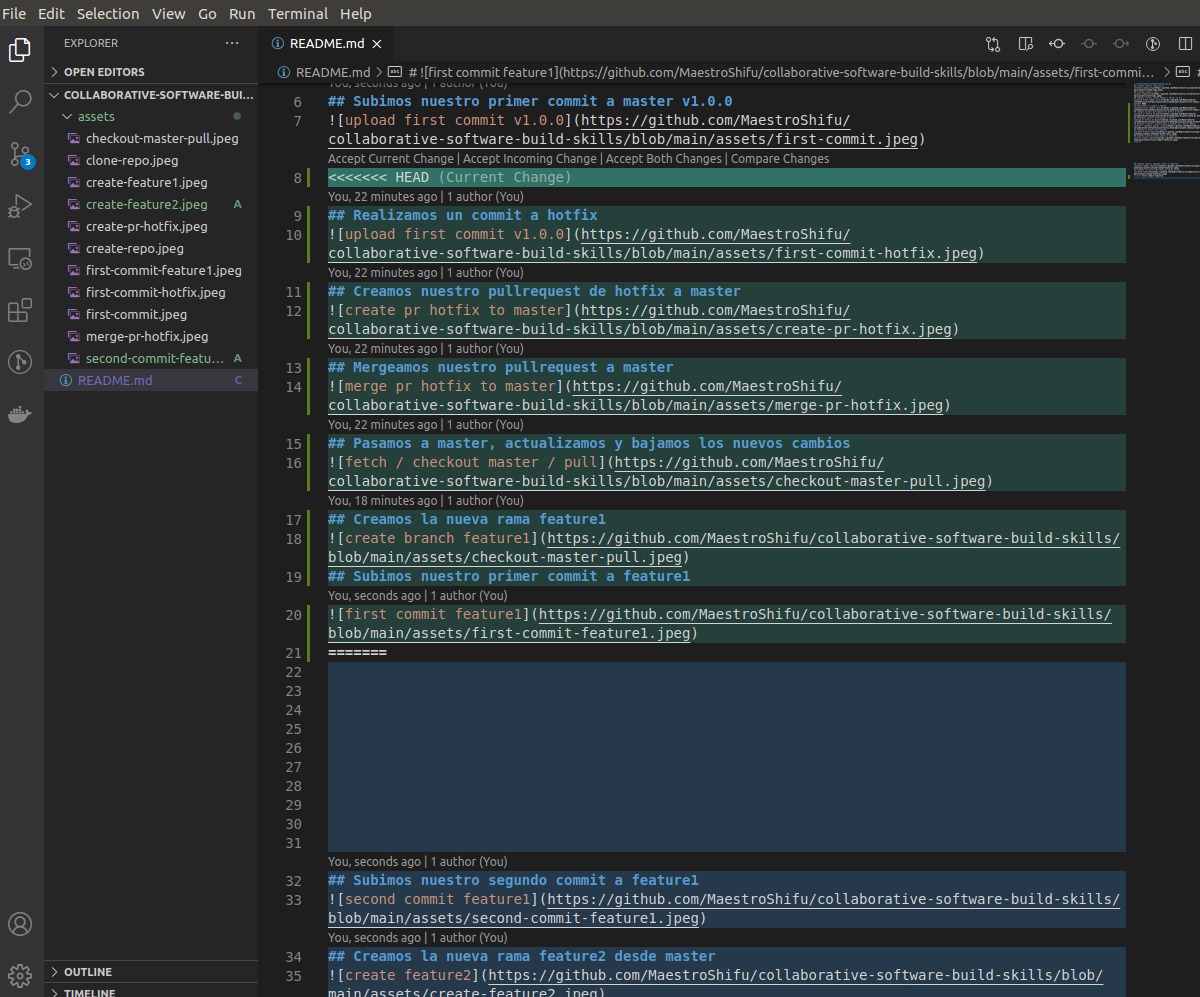 File Edit Selection View Go Run Terminal Help
EXPLORER ···
README.md ×
OPEN EDITORS
README.md > # ![first commit feature1](https://github.com/MaestroShifu/collaborative-software-build-skills/blob/main/assets/first-commi... >
COLLABORATIVE-SOFTWARE-BUI...
assets
checkout-master-pull.jpeg
clone-repo.jpeg
create-feature1.jpeg
create-feature2.jpeg A
create-pr-hotfix.jpeg
create-repo.jpeg
first-commit-feature1.jpeg
first-commit-hotfix.jpeg
first-commit.jpeg
merge-pr-hotfix.jpeg
second-commit-featu... A
README.md C
3
OUTLINE
TIMELINE
You, seconds ago | 1 author (You)
6 ## Subimos nuestro primer commit a master v1.0.0
7 ![upload first commit v1.0.0](https://github.com/MaestroShifu/
collaborative-software-build-skills/blob/main/assets/first-commit.jpeg)
Accept Current Change | Accept Incoming Change | Accept Both Changes | Compare Changes
8 <<<<<<< HEAD (Current Change)
You, 22 minutes ago | 1 author (You)
9 ## Realizamos un commit a hotfix
10 ![upload first commit v1.0.0](https://github.com/MaestroShifu/
collaborative-software-build-skills/blob/main/assets/first-commit-hotfix.jpeg)
You, 22 minutes ago | 1 author (You)
11 ## Creamos nuestro pullrequest de hotfix a master
12 ![create pr hotfix to master](https://github.com/MaestroShifu/
collaborative-software-build-skills/blob/main/assets/create-pr-hotfix.jpeg)
You, 22 minutes ago | 1 author (You)
13 ## Mergeamos nuestro pullrequest a master
14 ![merge pr hotfix to master](https://github.com/MaestroShifu/
collaborative-software-build-skills/blob/main/assets/merge-pr-hotfix.jpeg)
You, 22 minutes ago | 1 author (You)
15 ## Pasamos a master, actualizamos y bajamos los nuevos cambios
16 ![fetch / checkout master / pull](https://github.com/MaestroShifu/
collaborative-software-build-skills/blob/main/assets/checkout-master-pull.jpeg)
You, 18 minutes ago | 1 author (You)
17 ## Creamos la nueva rama feature1
18 ![create branch feature1](https://github.com/MaestroShifu/collaborative-software-build-skills/
blob/main/assets/checkout-master-pull.jpeg)
19 ## Subimos nuestro primer commit a feature1
You, seconds ago | 1 author (You)
20 ![first commit feature1](https://github.com/MaestroShifu/collaborative-software-build-skills/
blob/main/assets/first-commit-feature1.jpeg)
21 =======
22
23
24
25
26
27
28
29
30
31
You, seconds ago | 1 author (You)
32 ## Subimos nuestro segundo commit a feature1
33 ![second commit feature1](https://github.com/MaestroShifu/collaborative-software-build-skills/
blob/main/assets/second-commit-feature1.jpeg)
You, seconds ago | 1 author (You)
34 ## Creamos la nueva rama feature2 desde master
35 ![create feature2](https://github.com/MaestroShifu/collaborative-software-build-skills/blob/
main/assets/create-feature2.jpeg)